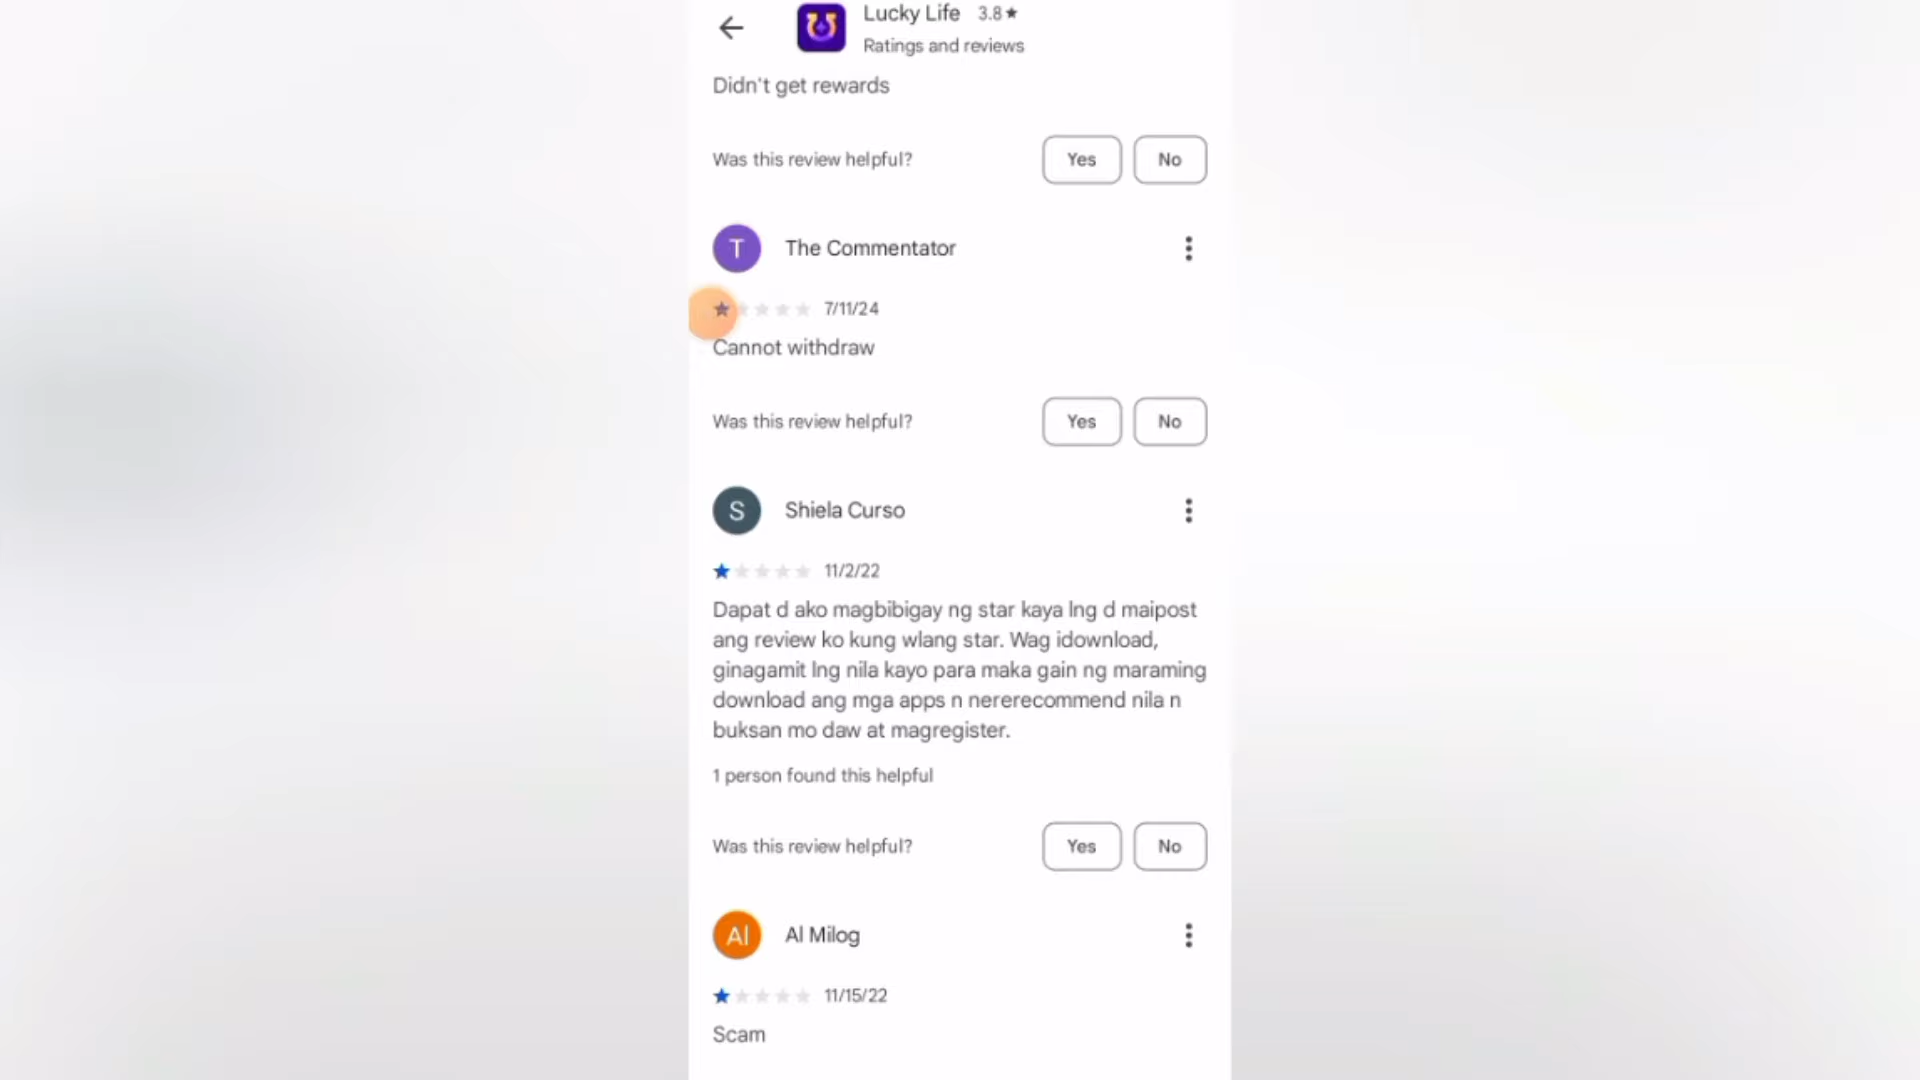 Lucky Life 3.8★
Ratings and reviews
Didn't get rewards
Was this review helpful? Yes No
T The Commentator
7/11/24
Cannot withdraw
Was this review helpful? Yes No
S Shiela Curso
11/2/22
Dapat d ako magbibigay ng star kaya lng d maipost
ang review ko kung wlang star. Wag idownload,
ginagamit lng nila kayo para maka gain ng maraming
download ang mga apps n nererecommend nila n
buksan mo daw at magregister.
1 person found this helpful
Was this review helpful? Yes No
Al Al Milog
11/15/22
Scam